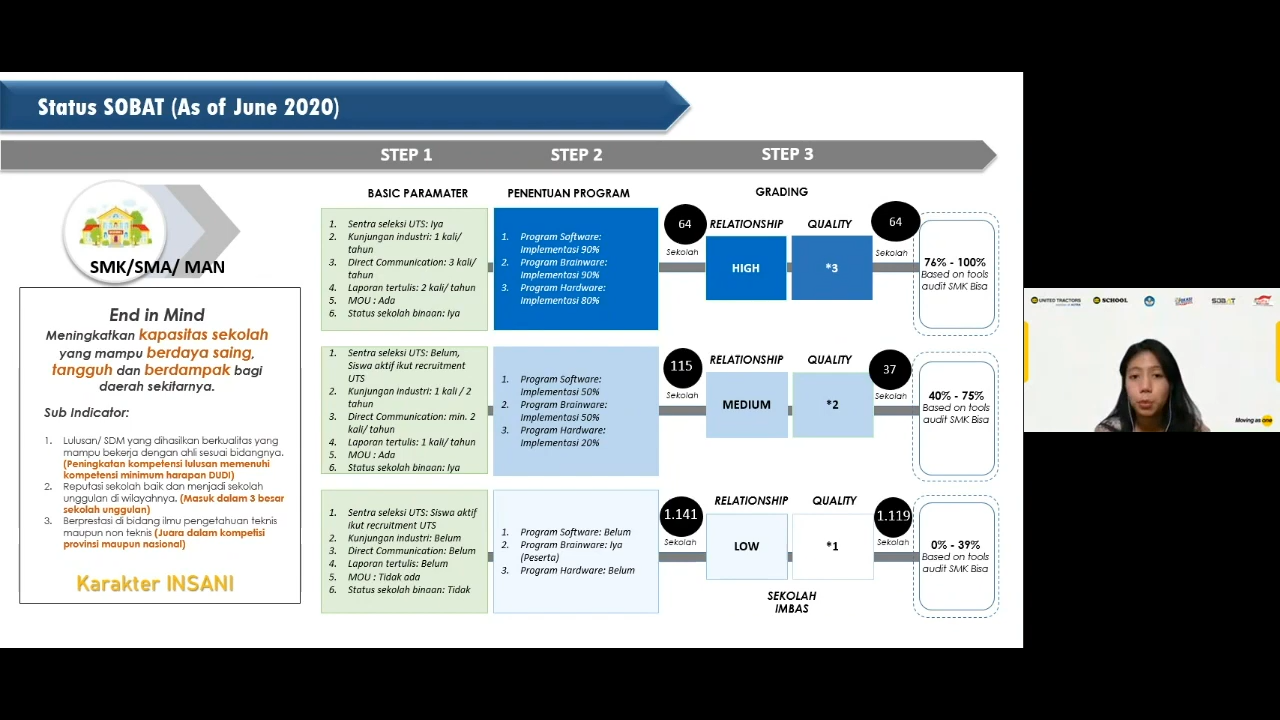 Status SOBAT (As of June 2020)
STEP 1
STEP 2
STEP 3
SMK/SMA/ MAN
End in Mind
Meningkatkan kapasitas sekolah
yang mampu berdaya saing,
tangguh dan berdampak bagi
daerah sekitarnya.
Sub Indicator:
1. Lulusan/ SDM yang dihasilkan berkualitas yang
mampu bekerja dengan ahli sesuai bidangnya.
(Peningkatan kompetensi lulusan memenuhi
kompetensi minimum harapan DUDI)
2. Reputasi sekolah baik dan menjadi sekolah
unggulan di wilayahnya. (Masuk dalam 3 besar
sekolah unggulan)
3. Berprestasi di bidang ilmu pengetahuan teknis
maupun non teknis (Juara dalam kompetisi
provinsi maupun nasional)
Karakter INSANI
BASIC PARAMATER
1. Sentra seleksi UTS: Iya
2. Kunjungan industri: 1 kali/
tahun
3. Direct Communication: 3 kali/
tahun
4. Laporan tertulis: 2 kali/ tahun
5. MOU : Ada
6. Status sekolah binaan: Iya
1. Sentra seleksi UTS: Belum,
Siswa aktif ikut recruitment
UTS
2. Kunjungan industri: 1 kali / 2
tahun
3. Direct Communication: min. 2
kali/ tahun
4. Laporan tertulis: 1 kali/ tahun
5. MOU : Ada
6. Status sekolah binaan: Iya
1. Sentra seleksi UTS: Siswa aktif
ikut recruitment UTS
2. Kunjungan industri: Belum
3. Direct Communication: Belum
4. Laporan tertulis: Belum
5. MOU : Tidak ada
6. Status sekolah binaan: Tidak
PENENTUAN PROGRAM
1. Program Software:
Implementasi 90%
2. Program Brainware:
Implementasi 90%
3. Program Hardware:
Implementasi 80%
1. Program Software:
Implementasi 50%
2. Program Brainware:
Implementasi 50%
3. Program Hardware:
Implementasi 20%
1. Program Software: Belum
2. Program Brainware: Iya
(Peserta)
3. Program Hardware: Belum
GRADING
64
Sekolah
RELATIONSHIP
HIGH
QUALITY
*3
64
Sekolah
76% - 100%
Based on tools
audit SMK Bisa
115
Sekolah
RELATIONSHIP
MEDIUM
QUALITY
*2
37
Sekolah
40% - 75%
Based on tools
audit SMK Bisa
1.141
Sekolah
RELATIONSHIP
LOW
QUALITY
*1
1.119
Sekolah
0% - 39%
Based on tools
audit SMK Bisa
SEKOLAH
IMBAS
UNITED TRACTORS
SCHOOL
SOBAT
Moving as one